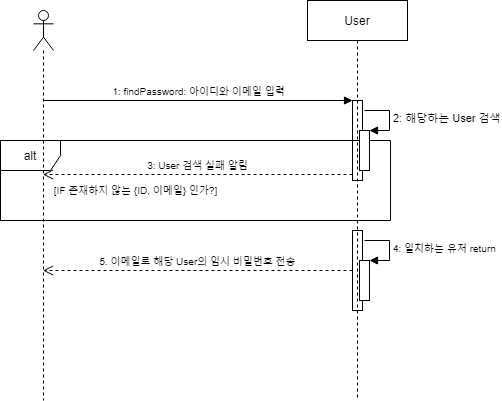 User
1: findPassword: 아이디와 이메일 입력
2: 해당하는 User 검색
alt
3: User 검색 실패 알림
[IF 존재하지 않는 {ID, 이메일} 인가?]
4: 일치하는 유저 return
5. 이메일로 해당 User의 임시 비밀번호 전송